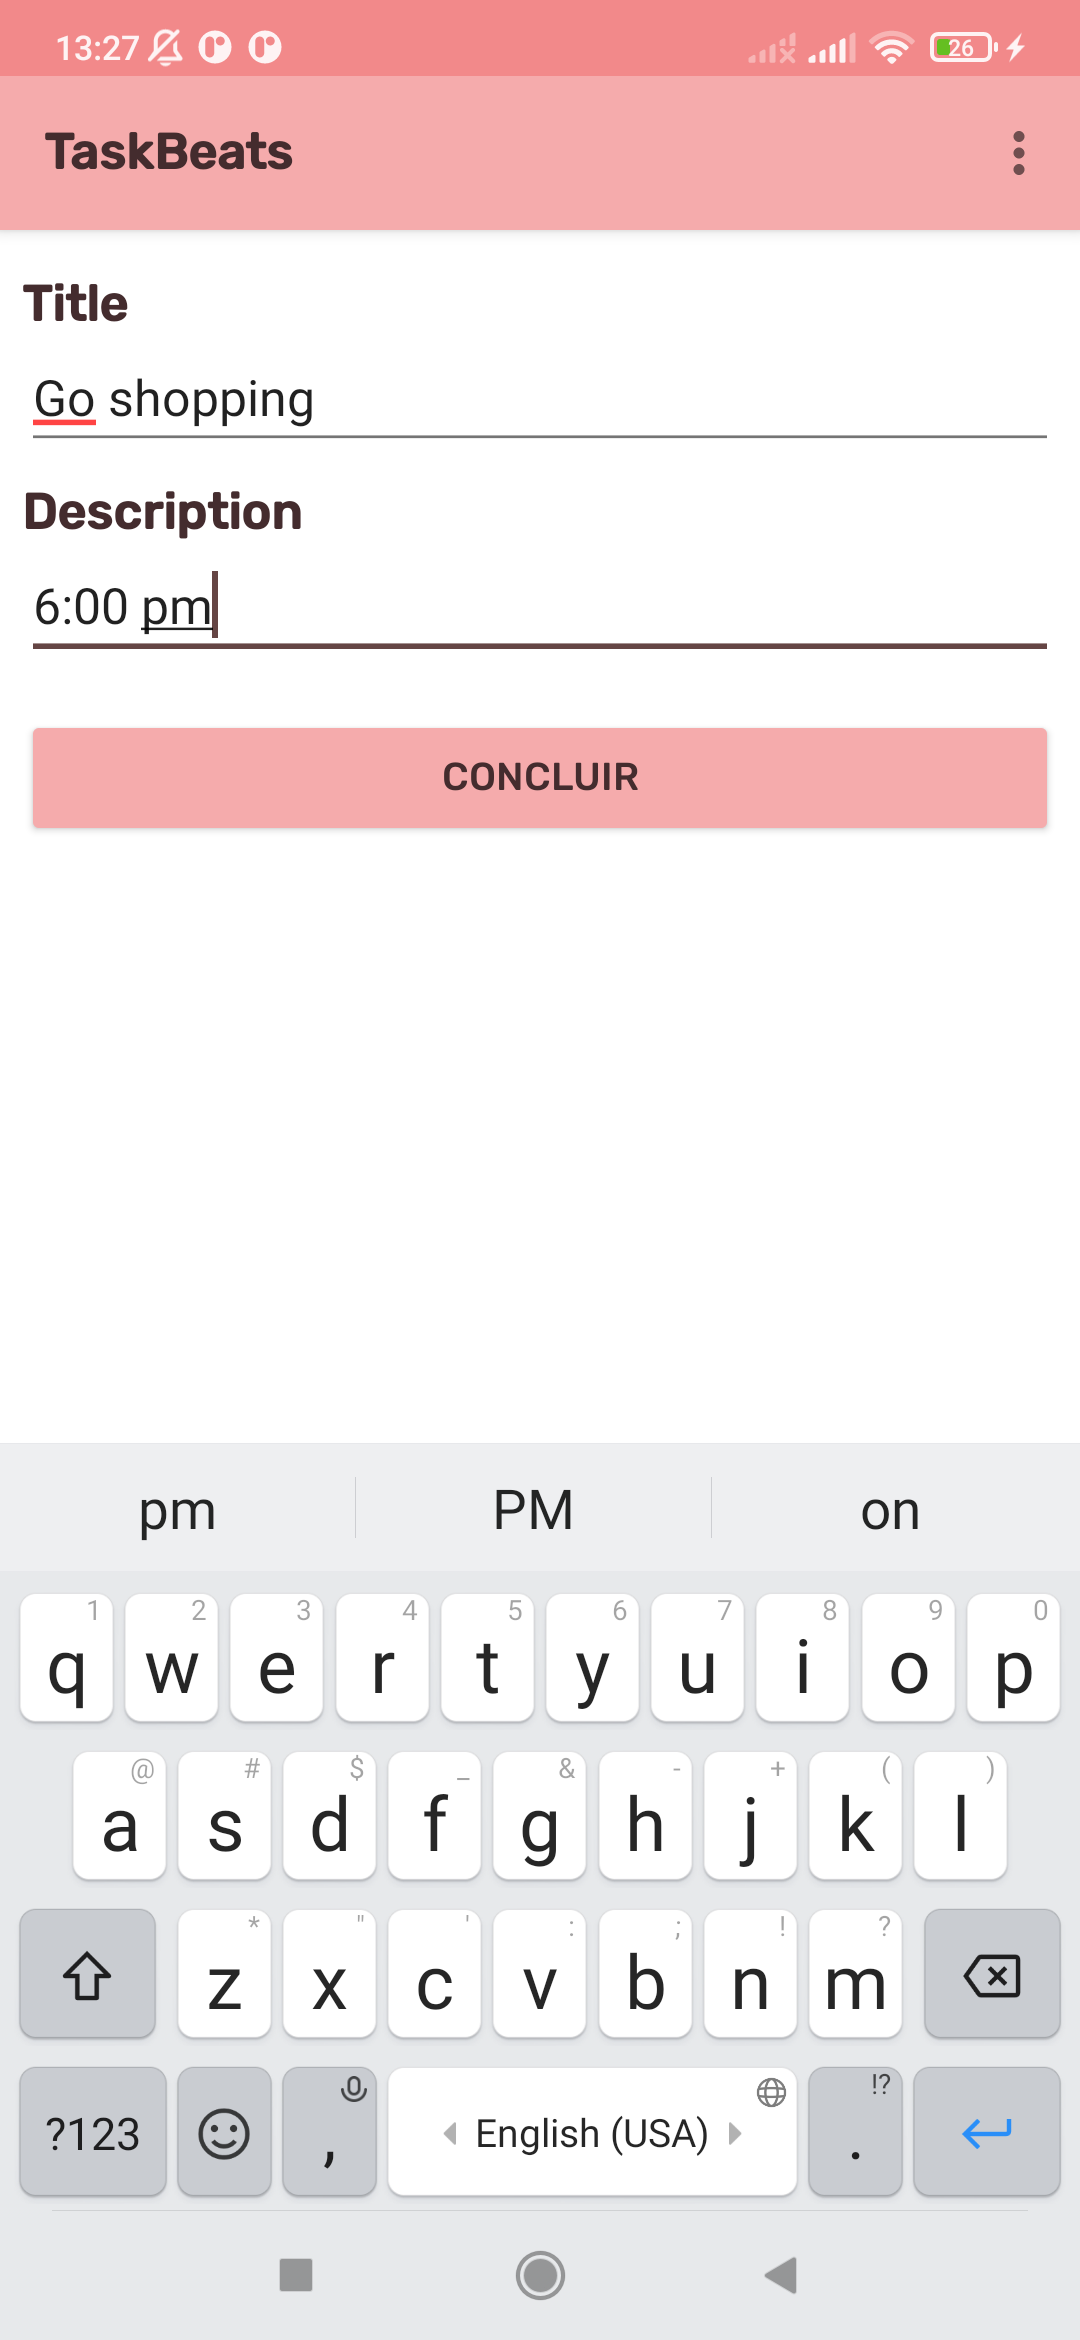 13:27 26
TaskBeats
Title
Go shopping
Description
6:00 pm
CONCLUIR
pm PM on
1 2 3 4 5 6 7 8 9 0
q w e r t y u i o p
@ # $ _ & - + ( )
a s d f g h j k l
* " ' : ; ! ?
z x c v b n m
!?
?123 , English (USA) .